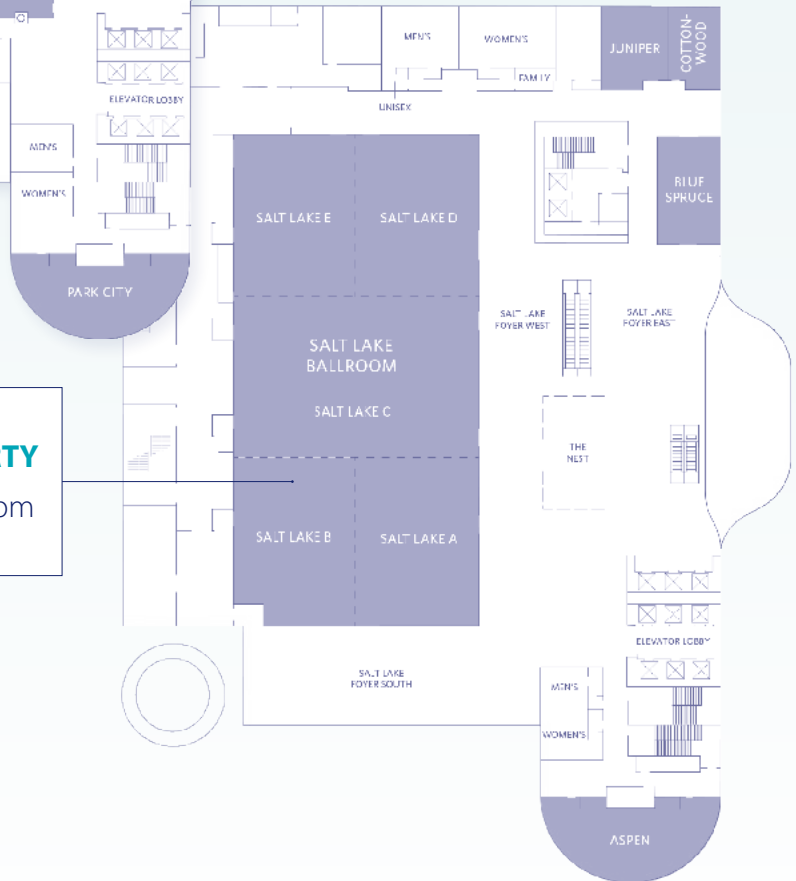 MEN'S
WOMEN'S
JUNIPER
COTTON-
WOOD
FAMILY
UNISEX
ELEVATOR LOBBY
MEN'S
WOMEN'S
PARK CITY
BLUE
SPRUCE
SALT LAKE E
SALT LAKE D
SALT LAKE
FOYER WEST
SALT LAKE
FOYER EAST
SALT LAKE
BALLROOM
SALT LAKE C
THE
NEST
SALT LAKE B
SALT LAKE A
ELEVATOR LOBBY
SALT LAKE
FOYER SOUTH
MEN'S
WOMEN'S
ASPEN